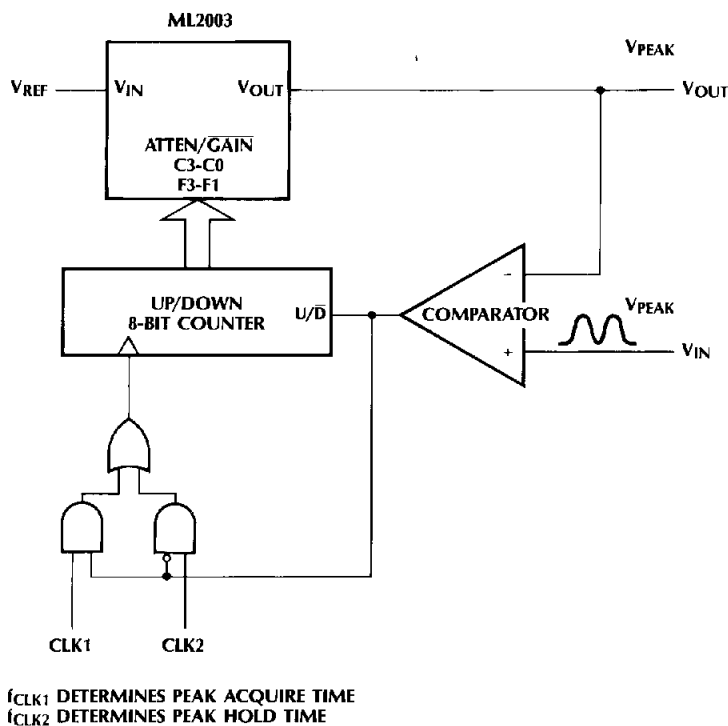 ML2003
VPEAK
VREF
VIN
VOUT
VOUT
ATTEN/GAIN
C3-C0
F3-F1
UP/DOWN
8-BIT COUNTER
U/D
-
COMPARATOR
+
VPEAK
VIN
CLK1
CLK2
fCLK1 DETERMINES PEAK ACQUIRE TIME
fCLK2 DETERMINES PEAK HOLD TIME